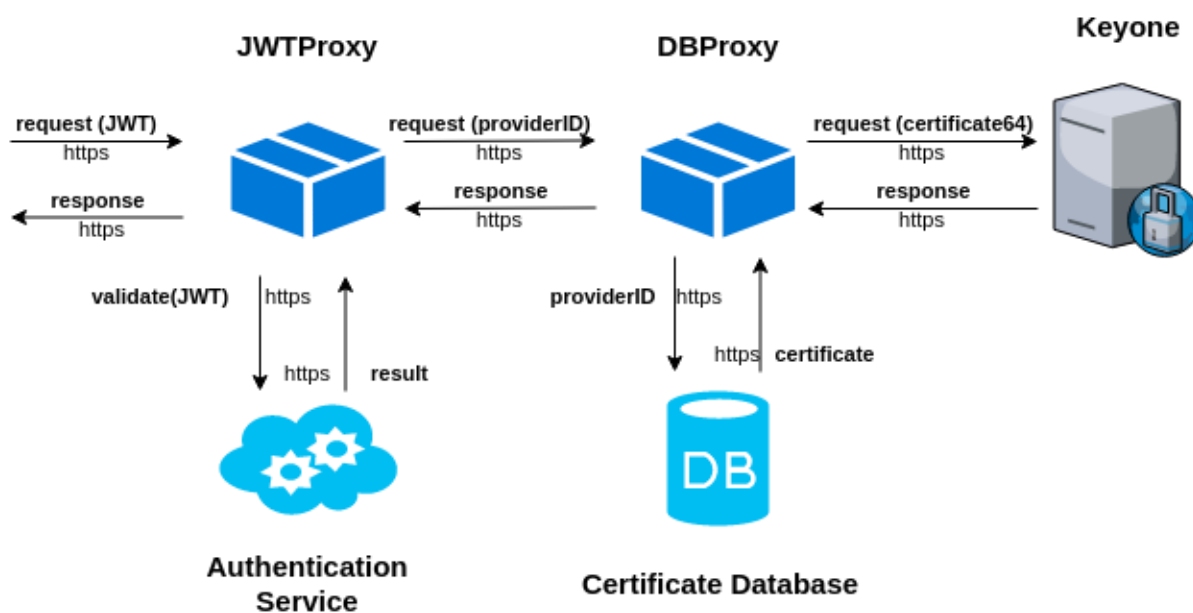 JWTProxy
DBProxy
Keyone
request (JWT)
https
request (providerID)
https
request (certificate64)
https
response
https
response
https
response
https
validate(JWT)
https
providerID
https
https
result
https
certificate
DB
Authentication
Service
Certificate Database